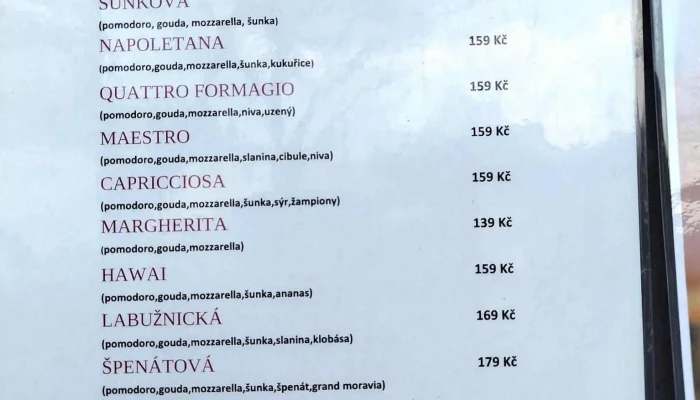 ŠUNKOVÁ
(pomodoro, gouda, mozzarella, šunka)
NAPOLETANA 159 Kč
(pomodoro,gouda,mozzarella,šunka,kukuřice)
QUATTRO FORMAGIO 159 Kč
(pomodoro,gouda,mozzarella,niva,uzený)
MAESTRO 159 Kč
(pomodoro,gouda,mozzarella,slanina,cibule,niva)
CAPRICCIOSA 159 Kč
(pomodoro,gouda,mozzarella,šunka,sýr,žampiony)
MARGHERITA 139 Kč
(pomodoro,gouda,mozzarella)
HAWAI 159 Kč
(pomodoro,gouda,mozzarella,šunka,ananas)
LABUŽNICKÁ 169 Kč
(pomodoro,gouda,mozzarella,šunka,slanina,klobása)
ŠPENÁTOVÁ 179 Kč
(pomodoro,gouda,mozzarella,šunka,špenát,grand moravia)